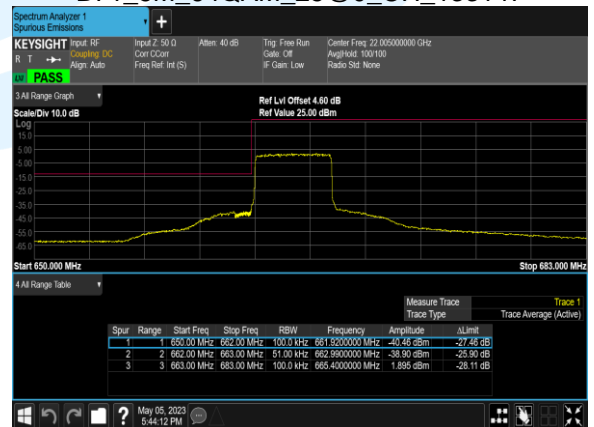 Spectrum Analyzer 1
Spurious Emissions
+
KEYSIGHT Input: RF Input Z: 50 Ω Atten: 40 dB Trig: Free Run Center Freq: 22.005000000 GHz
R T Coupling: DC Corr CCorr Gate: Off Avg|Hold: 100/100
Align: Auto Freq Ref: Int (S) IF Gain: Low Radio Std: None
LV PASS
3 All Range Graph
Ref Lvl Offset 4.60 dB
Scale/Div 10.0 dB Ref Value 25.00 dBm
Log
15.0
5.00
-5.00
-15.0
-25.0
-35.0
-45.0
-55.0
-65.0
Start 650.000 MHz Stop 683.000 MHz
4 All Range Table
Measure Trace Trace 1
Trace Type Trace Average (Active)
Spur Range Start Freq Stop Freq RBW Frequency Amplitude ΔLimit
1 1 650.00 MHz 662.00 MHz 100.0 kHz 661.9200000 MHz -40.46 dBm -27.46 dB
2 2 662.00 MHz 663.00 MHz 51.00 kHz 662.9900000 MHz -38.90 dBm -25.90 dB
3 3 663.00 MHz 683.00 MHz 100.0 kHz 665.4000000 MHz 1.895 dBm -28.11 dB
? May 05, 2023
5:44:12 PM